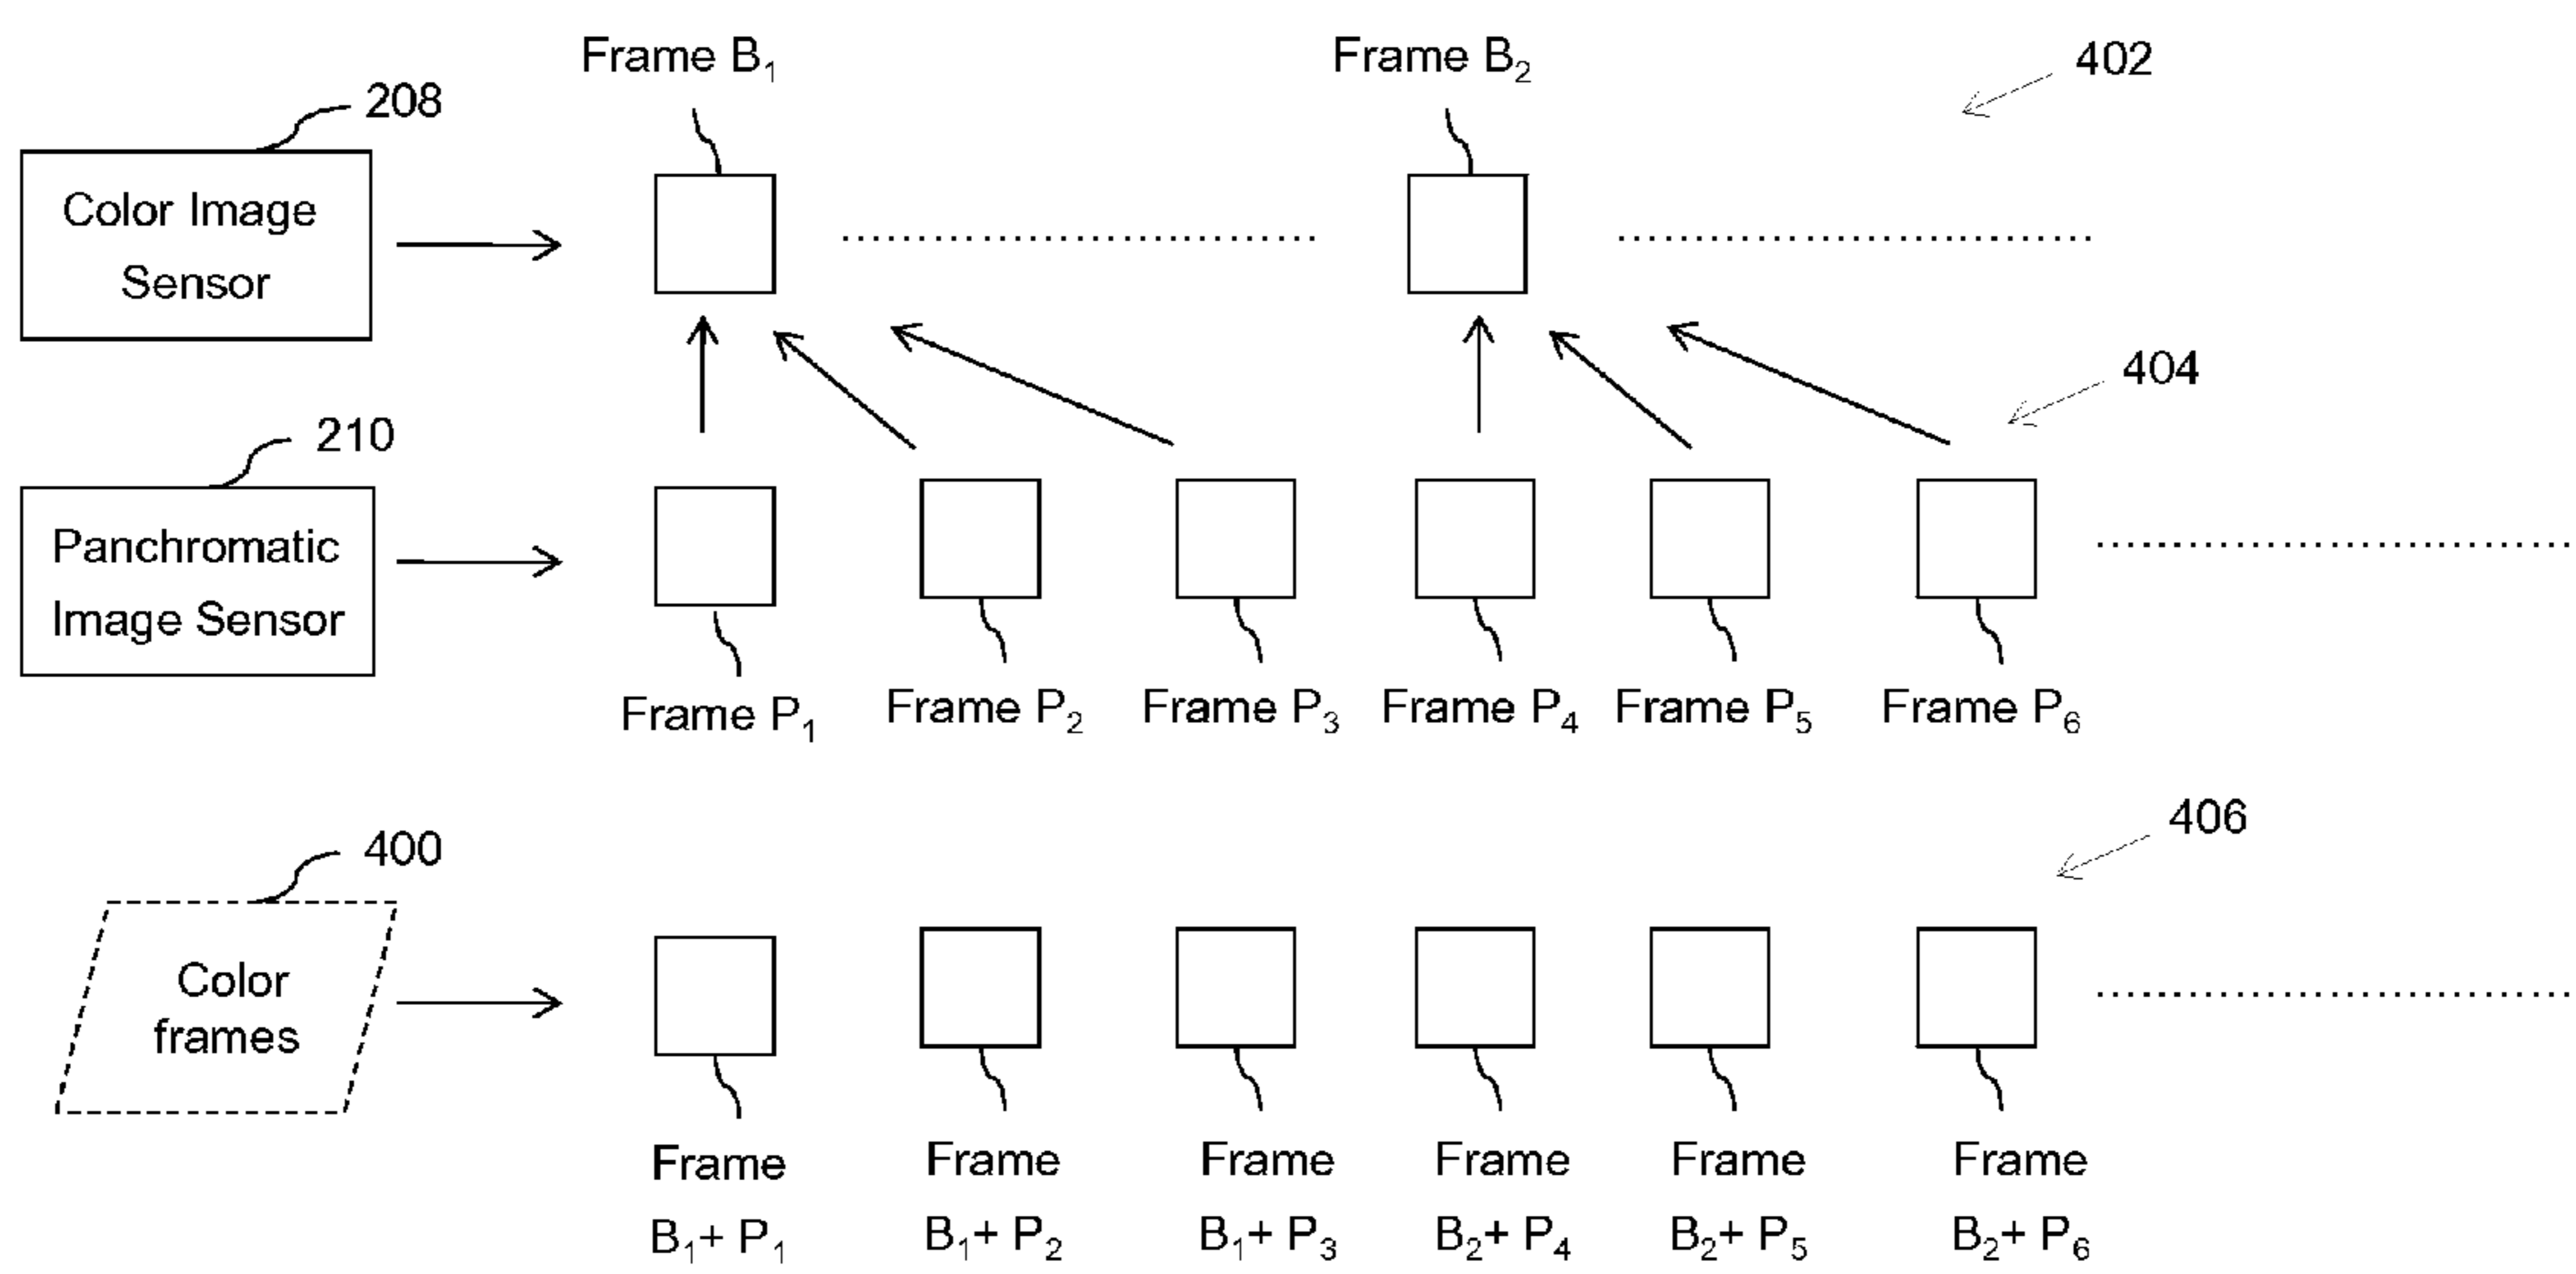 Frame B₁
Frame B₂
402
208
Color Image
Sensor
404
210
Panchromatic
Image Sensor
Frame P₁
Frame P₂
Frame P₃
Frame P₄
Frame P₅
Frame P₆
406
400
Color
frames
Frame
B₁+ P₁
Frame
B₁+ P₂
Frame
B₁+ P₃
Frame
B₂+ P₄
Frame
B₂+ P₅
Frame
B₂+ P₆